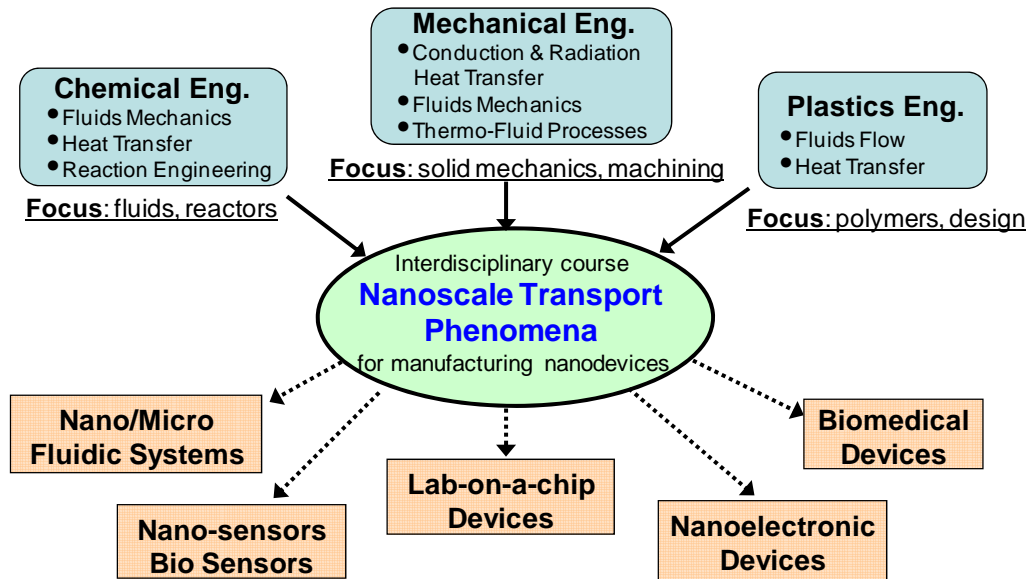 Chemical Eng.
• Fluids Mechanics
• Heat Transfer
• Reaction Engineering
Focus: fluids, reactors
Mechanical Eng.
• Conduction & Radiation
Heat Transfer
• Fluids Mechanics
• Thermo-Fluid Processes
Focus: solid mechanics, machining
Plastics Eng.
• Fluids Flow
• Heat Transfer
Focus: polymers, design
Interdisciplinary course
Nanoscale Transport
Phenomena
for manufacturing nanodevices
Nano/Micro
Fluidic Systems
Nano-sensors
Bio Sensors
Lab-on-a-chip
Devices
Nanoelectronic
Devices
Biomedical
Devices